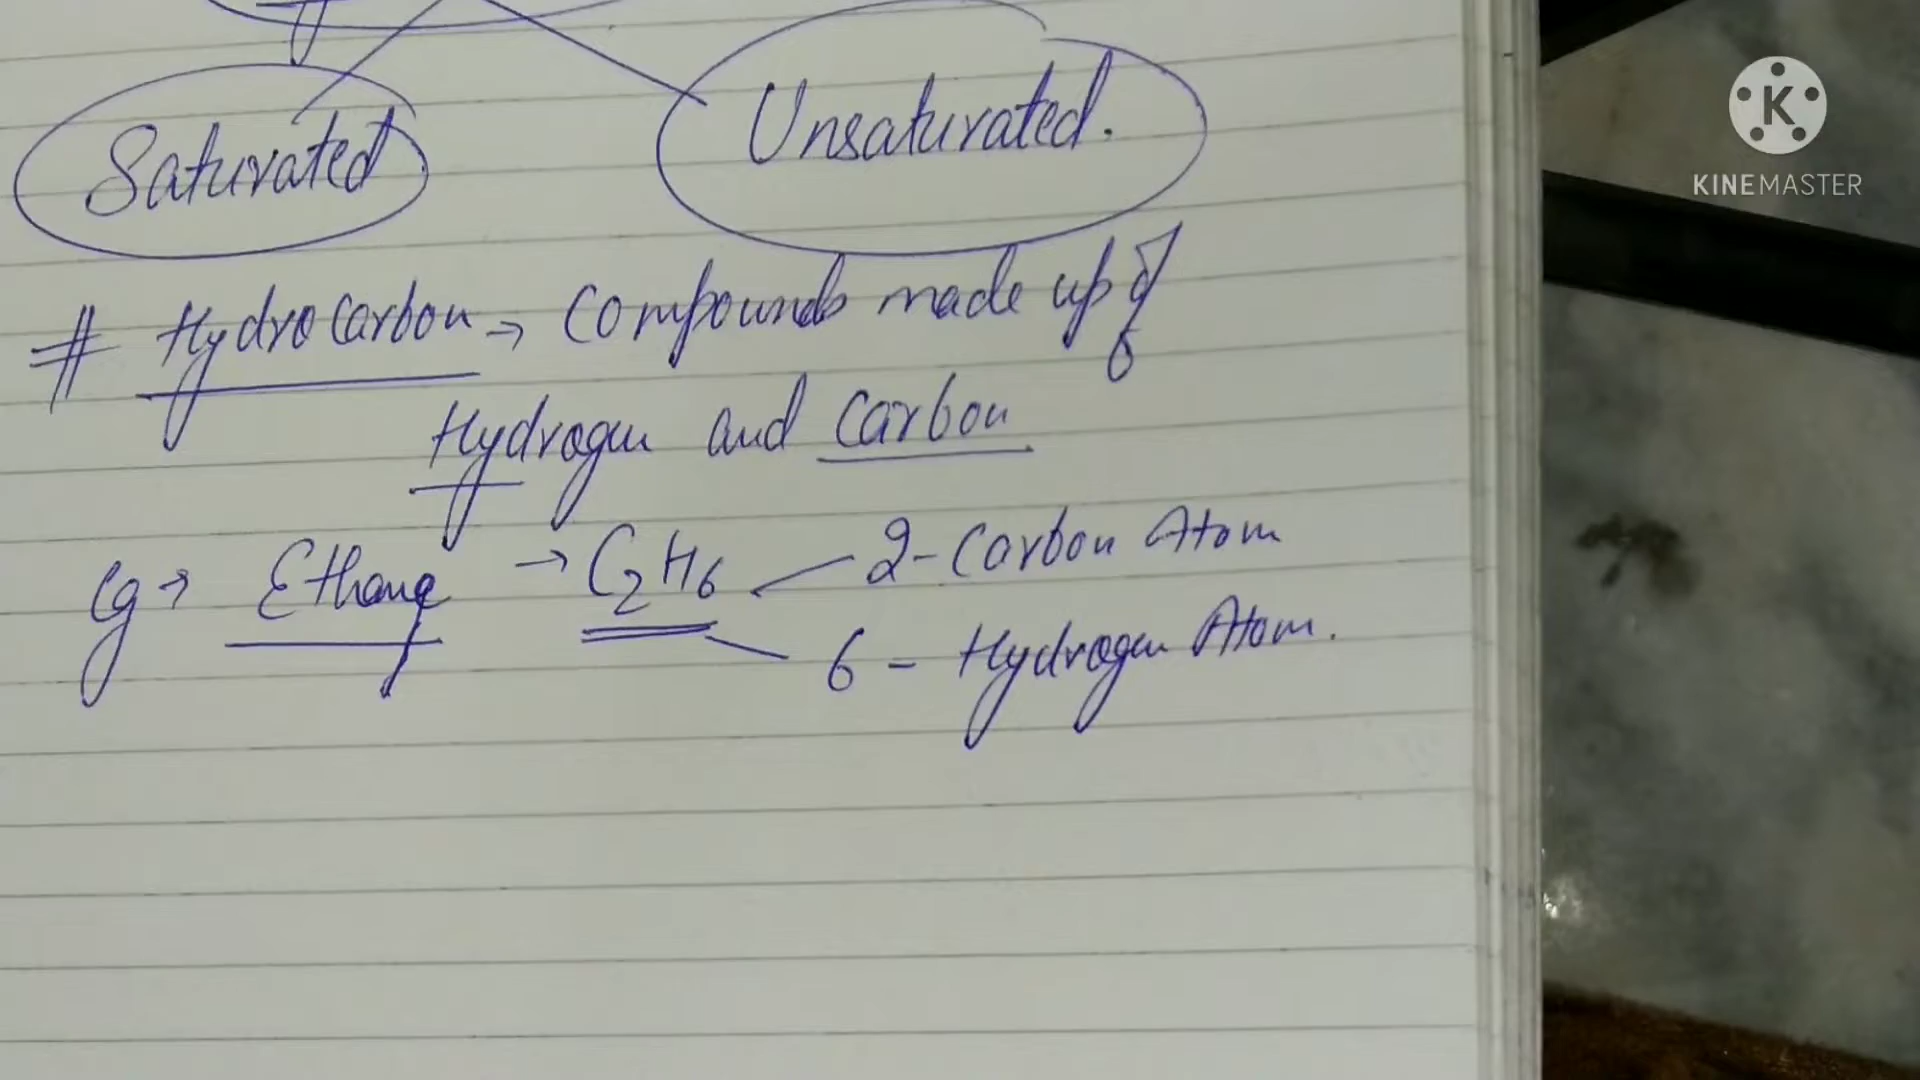 Saturated
Unsaturated.
# Hydrocarbon → Compounds made up of
Hydrogen and Carbon
eg → Ethane → C₂H₆ 2-Carbon Atom
6 - Hydrogen Atom.
K
KINEMASTER